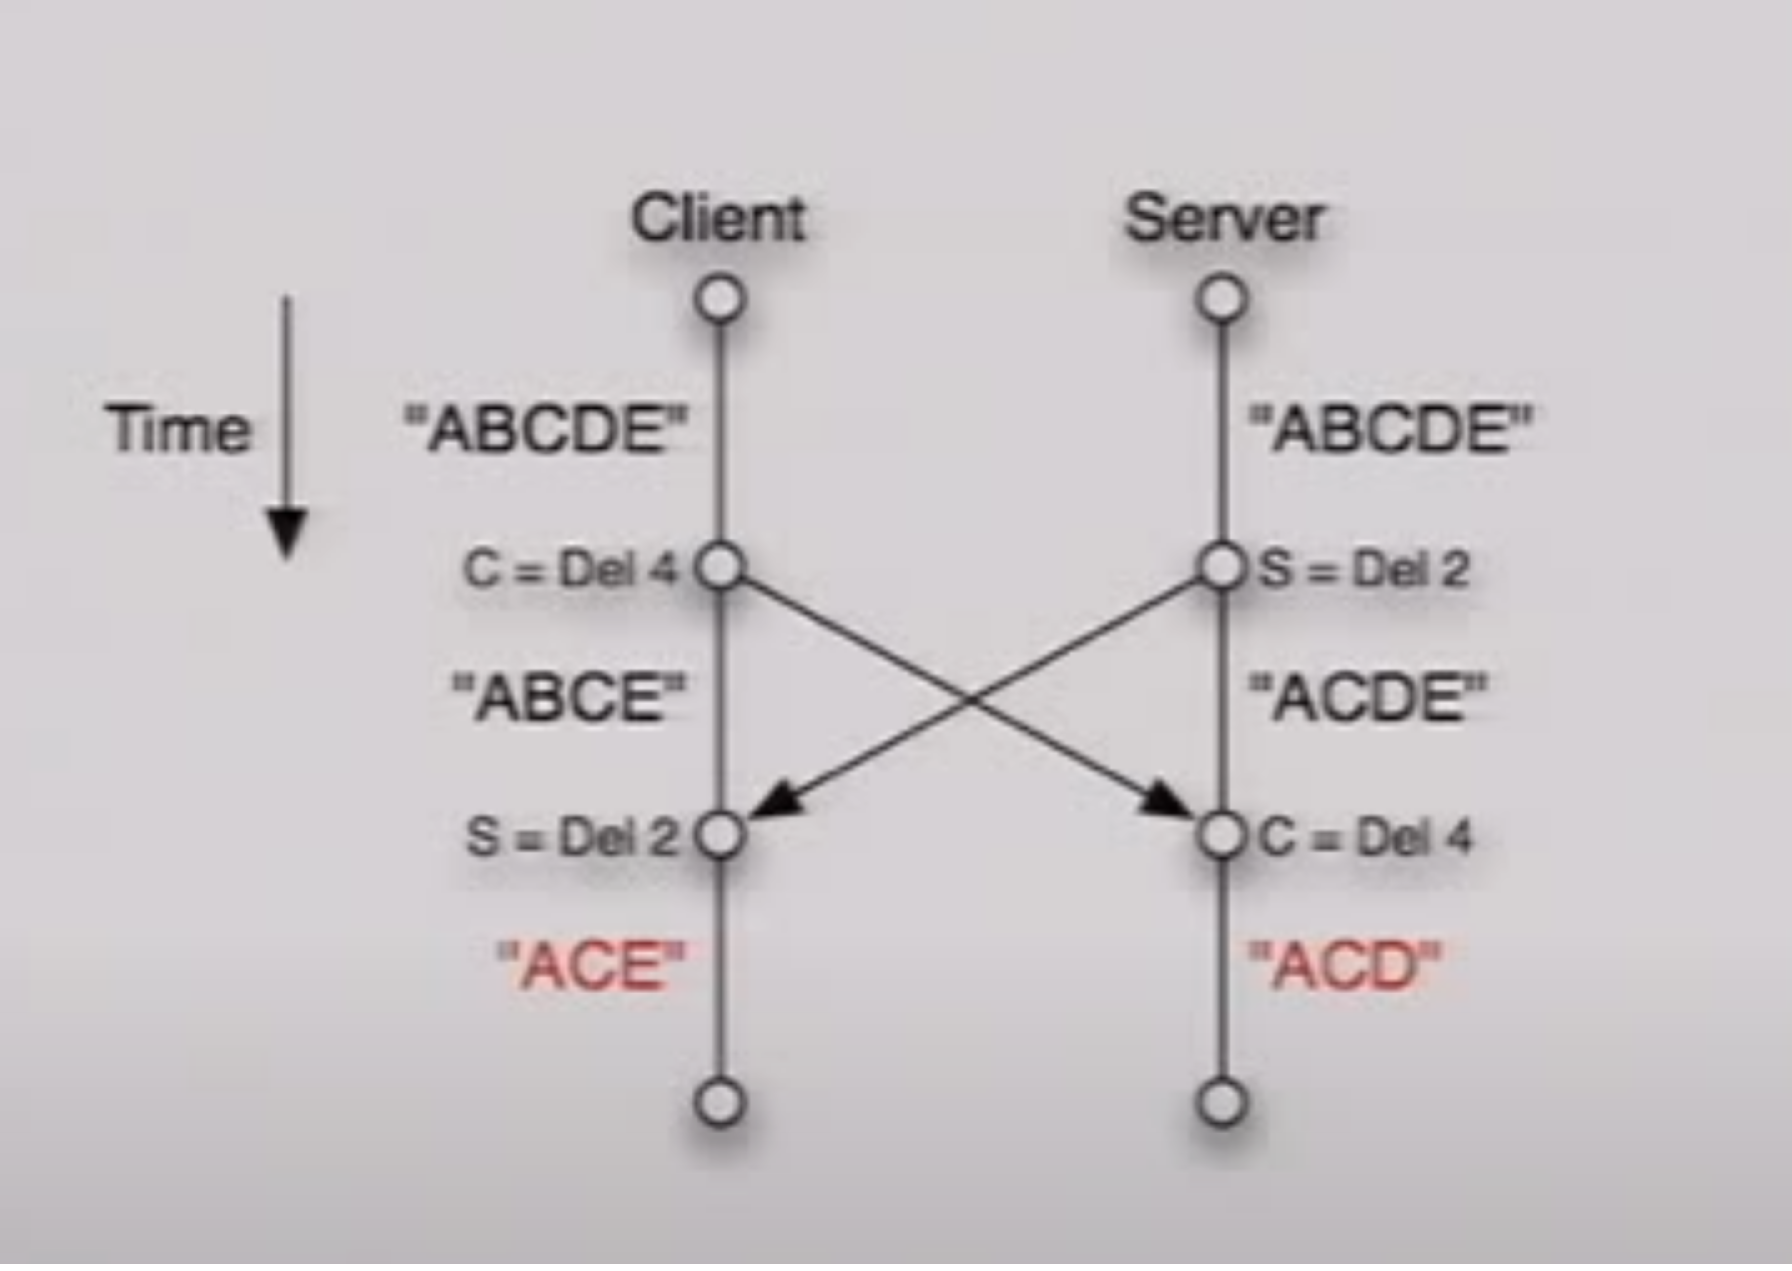 Client Server
Time "ABCDE" "ABCDE"
C = Del 4 S = Del 2
"ABCE" "ACDE"
S = Del 2 C = Del 4
"ACE" "ACD"